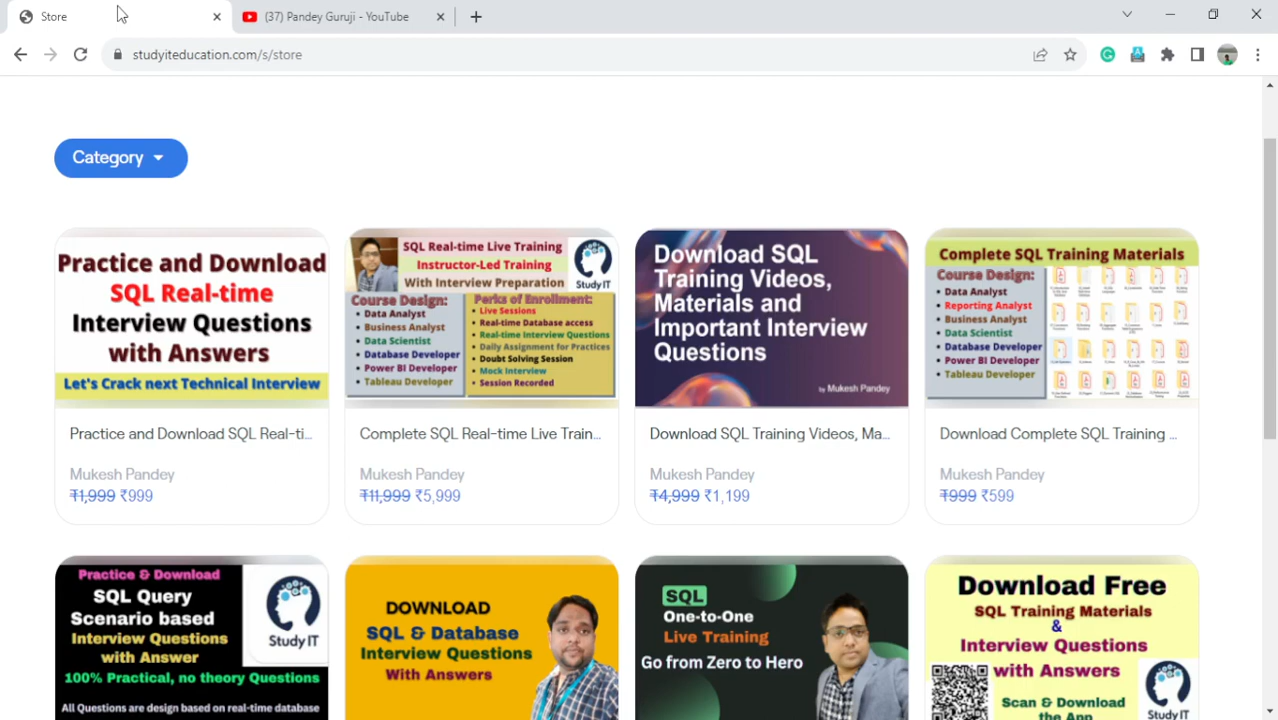 Store
(37) Pandey Guruji - YouTube
studyiteducation.com/s/store
Category
Practice and Download
SQL Real-time
Interview Questions
with Answers
Let's Crack next Technical Interview
Practice and Download SQL Real-ti...
Mukesh Pandey
₹1,999 ₹999
SQL Real-time Live Training
Instructor-Led Training
With Interview Preparation
Study IT
Course Design:
• Data Analyst
• Business Analyst
• Data Scientist
• Database Developer
• Power BI Developer
• Tableau Developer
Perks of Enrollment:
• Live Sessions
• Real-time Database access
• Real-time Interview Questions
• Daily Assignment for Practices
• Doubt Solving Session
• Mock Interview
• Session Recorded
Complete SQL Real-time Live Train...
Mukesh Pandey
₹11,999 ₹5,999
Download SQL
Training Videos,
Materials and
Important Interview
Questions
by Mukesh Pandey
Download SQL Training Videos, Ma...
Mukesh Pandey
₹4,999 ₹1,199
Complete SQL Training Materials
Course Design:
• Data Analyst
• Reporting Analyst
• Business Analyst
• Data Scientist
• Database Developer
• Power BI Developer
• Tableau Developer
Download Complete SQL Training ...
Mukesh Pandey
₹999 ₹599
Practice & Download
SQL Query
Scenario based
Interview Questions
with Answer
100% Practical, no theory Questions
All Questions are design based on real-time database
Study IT
DOWNLOAD
SQL & DATABASE
INTERVIEW QUESTIONS
With Answers
SQL
One-to-One
Live Training
Go from Zero to Hero
Download Free
SQL Training Materials
&
Interview Questions
with Answers
Scan & Download
the App
Study IT